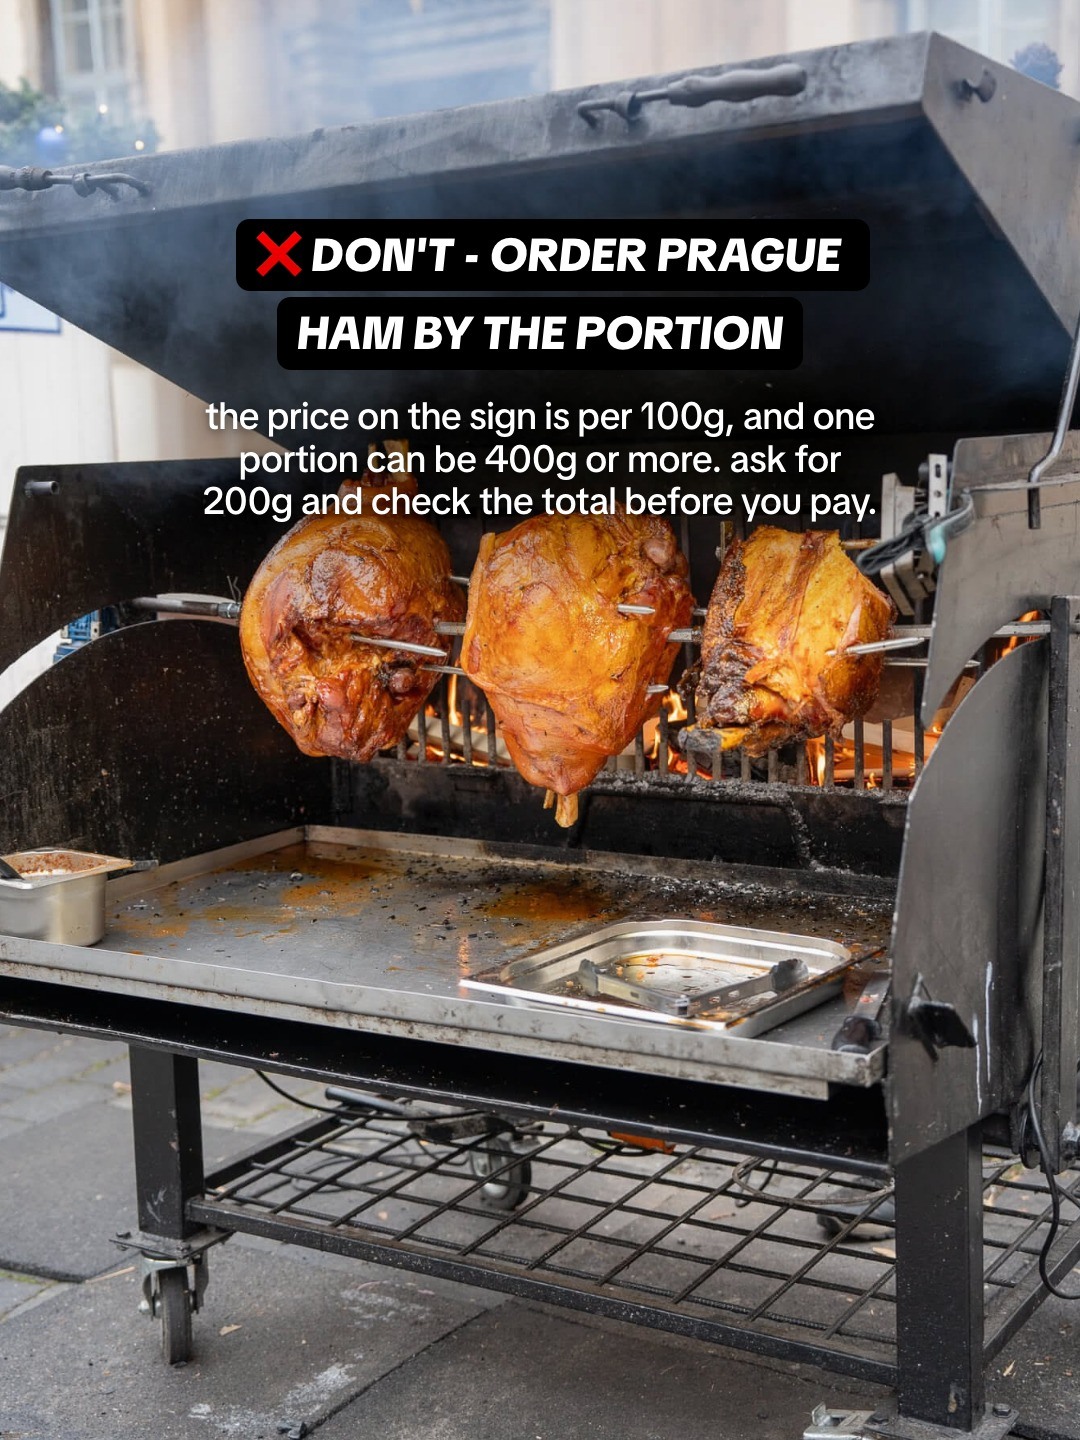 ❌ DON'T - ORDER PRAGUE
HAM BY THE PORTION
the price on the sign is per 100g, and one
portion can be 400g or more. ask for
200g and check the total before you pay.